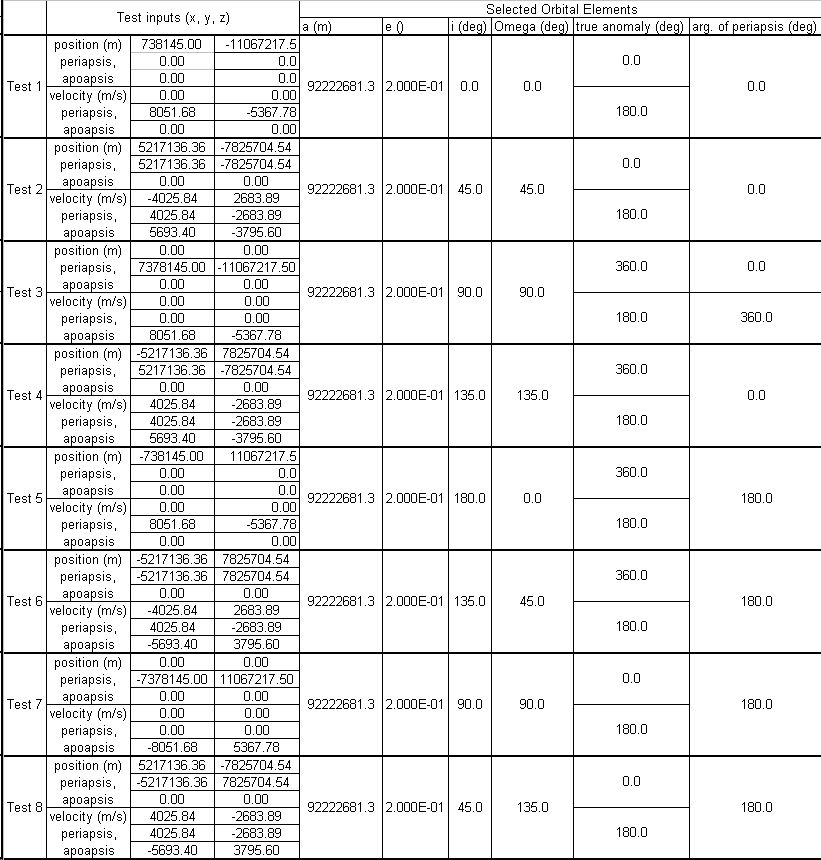 Test inputs (x, y, z) Selected Orbital Elements
a (m) e () i (deg) Omega (deg) true anomaly (deg) arg. of periapsis (deg)
Test 1 92222681.3 2.000E-01 0.0 0.0 0.0 180.0 0.0
position (m) 738145.00 -11067217.5
periapsis, 0.00 0.0
apoapsis 0.00 0.0
velocity (m/s) 0.00 0.00
periapsis, 8051.68 -5367.78
apoapsis 0.00 0.00
Test 2 92222681.3 2.000E-01 45.0 45.0 0.0 180.0 0.0
position (m) 5217136.36 -7825704.54
periapsis, 5217136.36 -7825704.54
apoapsis 0.00 0.00
velocity (m/s) -4025.84 2683.89
periapsis, 4025.84 -2683.89
apoapsis 5693.40 -3795.60
Test 3 92222681.3 2.000E-01 90.0 90.0 360.0 180.0 0.0 360.0
position (m) 0.00 0.00
periapsis, 7378145.00 -11067217.50
apoapsis 0.00 0.00
velocity (m/s) 0.00 0.00
periapsis, 0.00 0.00
apoapsis 8051.68 -5367.78
Test 4 92222681.3 2.000E-01 135.0 135.0 360.0 180.0 0.0
position (m) -5217136.36 7825704.54
periapsis, 5217136.36 -7825704.54
apoapsis 0.00 0.00
velocity (m/s) 4025.84 -2683.89
periapsis, 4025.84 -2683.89
apoapsis 5693.40 -3795.60
Test 5 92222681.3 2.000E-01 180.0 0.0 360.0 180.0 180.0
position (m) -738145.00 11067217.5
periapsis, 0.00 0.0
apoapsis 0.00 0.0
velocity (m/s) 0.00 0.00
periapsis, 8051.68 -5367.78
apoapsis 0.00 0.00
Test 6 92222681.3 2.000E-01 135.0 45.0 360.0 180.0 180.0
position (m) -5217136.36 7825704.54
periapsis, -5217136.36 7825704.54
apoapsis 0.00 0.00
velocity (m/s) -4025.84 2683.89
periapsis, 4025.84 -2683.89
apoapsis -5693.40 3795.60
Test 7 92222681.3 2.000E-01 90.0 90.0 0.0 180.0 180.0
position (m) 0.00 0.00
periapsis, -7378145.00 11067217.50
apoapsis 0.00 0.00
velocity (m/s) 0.00 0.00
periapsis, 0.00 0.00
apoapsis -8051.68 5367.78
Test 8 92222681.3 2.000E-01 45.0 135.0 0.0 180.0 180.0
position (m) 5217136.36 -7825704.54
periapsis, -5217136.36 7825704.54
apoapsis 0.00 0.00
velocity (m/s) 4025.84 -2683.89
periapsis, 4025.84 -2683.89
apoapsis -5693.40 3795.60